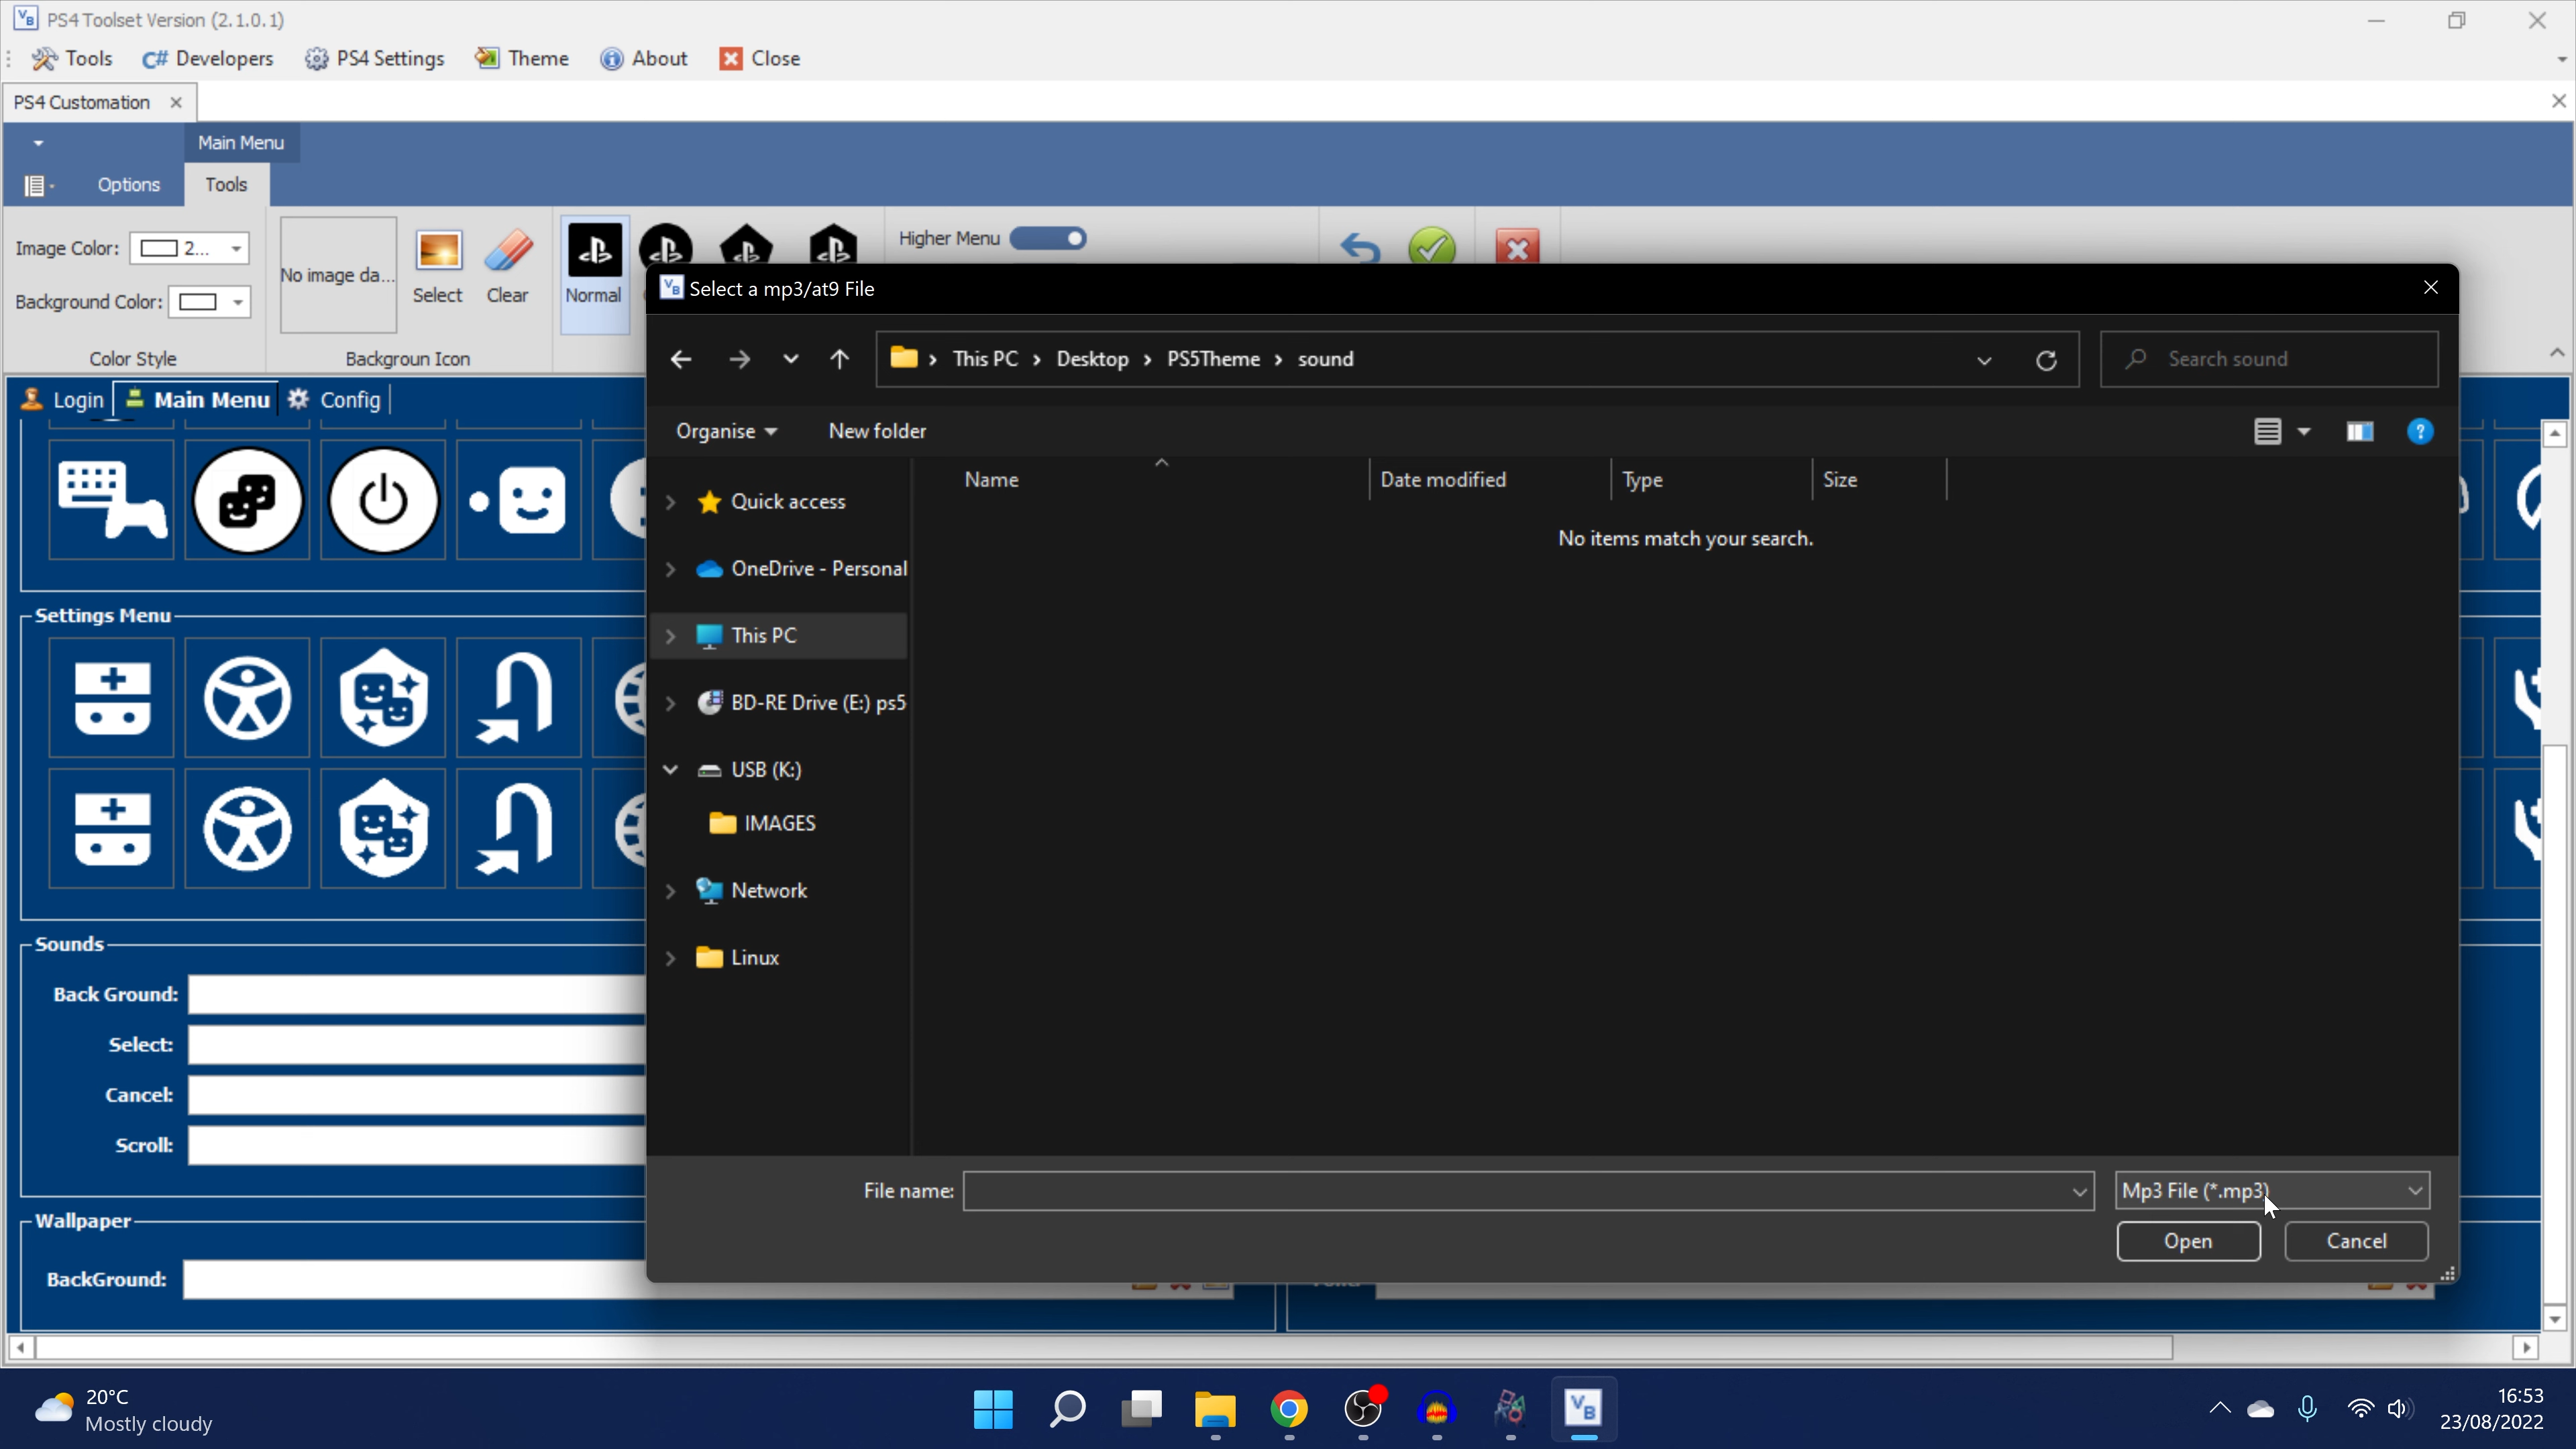 PS4 Toolset Version (2.1.0.1)
Tools C# Developers PS4 Settings Theme About Close
PS4 Customation
Main Menu
Options Tools
Image Color: 2...
Background Color:
Color Style
No image da...
Select Clear
Backgroun Icon
Normal
Higher Menu
Login Main Menu Config
Settings Menu
Sounds
Back Ground:
Select:
Cancel:
Scroll:
Wallpaper
BackGround:
Select a mp3/at9 File
This PC > Desktop > PS5Theme > sound
Search sound
Organise New folder
Name Date modified Type Size
No items match your search.
Quick access
OneDrive - Personal
This PC
BD-RE Drive (E:) ps5
USB (K:)
IMAGES
Network
Linux
File name:
Mp3 File (*.mp3)
Open Cancel
20°C
Mostly cloudy
16:53
23/08/2022